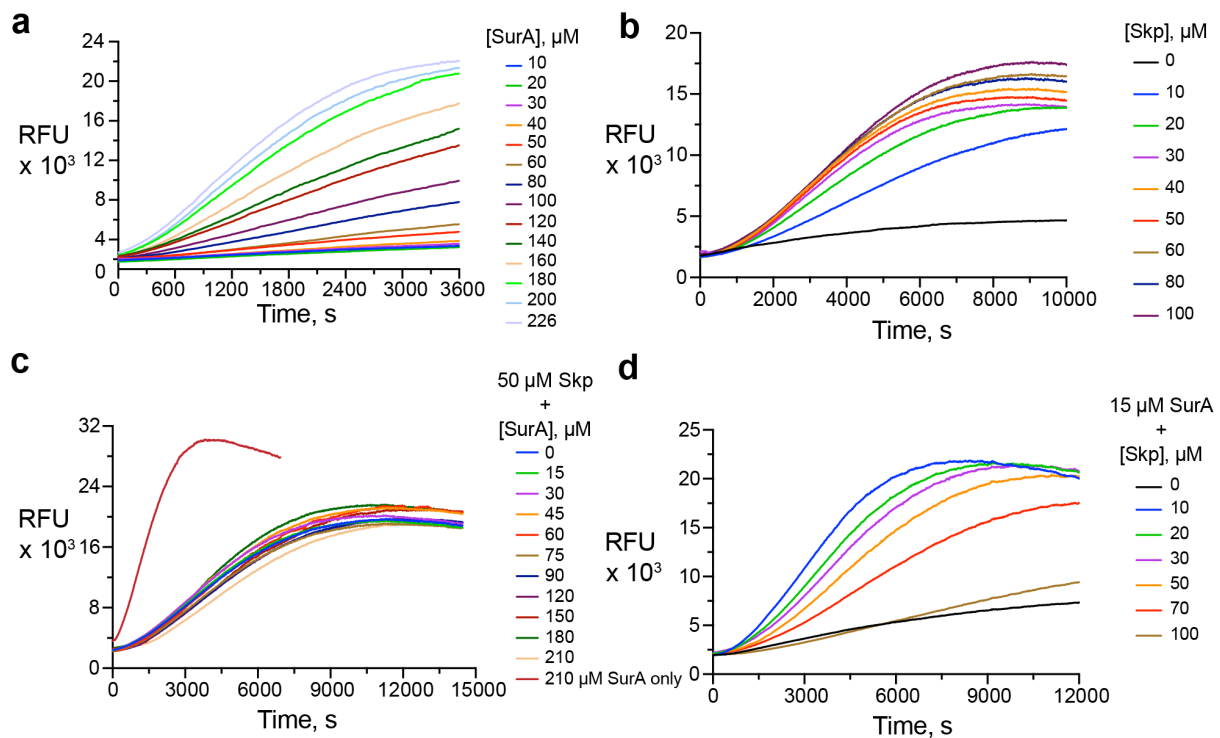 a
[SurA], µM
10
20
30
40
50
60
80
100
120
140
160
180
200
226
24
20
16
12
8
4
0
RFU
x 10³
0 600 1200 1800 2400 3000 3600
Time, s
b
[Skp], µM
0
10
20
30
40
50
60
80
100
20
15
10
5
0
RFU
x 10³
0 2000 4000 6000 8000 10000
Time, s
c
50 µM Skp
+
[SurA], µM
0
15
30
45
60
75
90
120
150
180
210
210 µM SurA only
32
24
16
8
0
RFU
x 10³
0 3000 6000 9000 12000 15000
Time, s
d
15 µM SurA
+
[Skp], µM
0
10
20
30
50
70
100
25
20
15
10
5
0
RFU
x 10³
0 3000 6000 9000 12000
Time, s